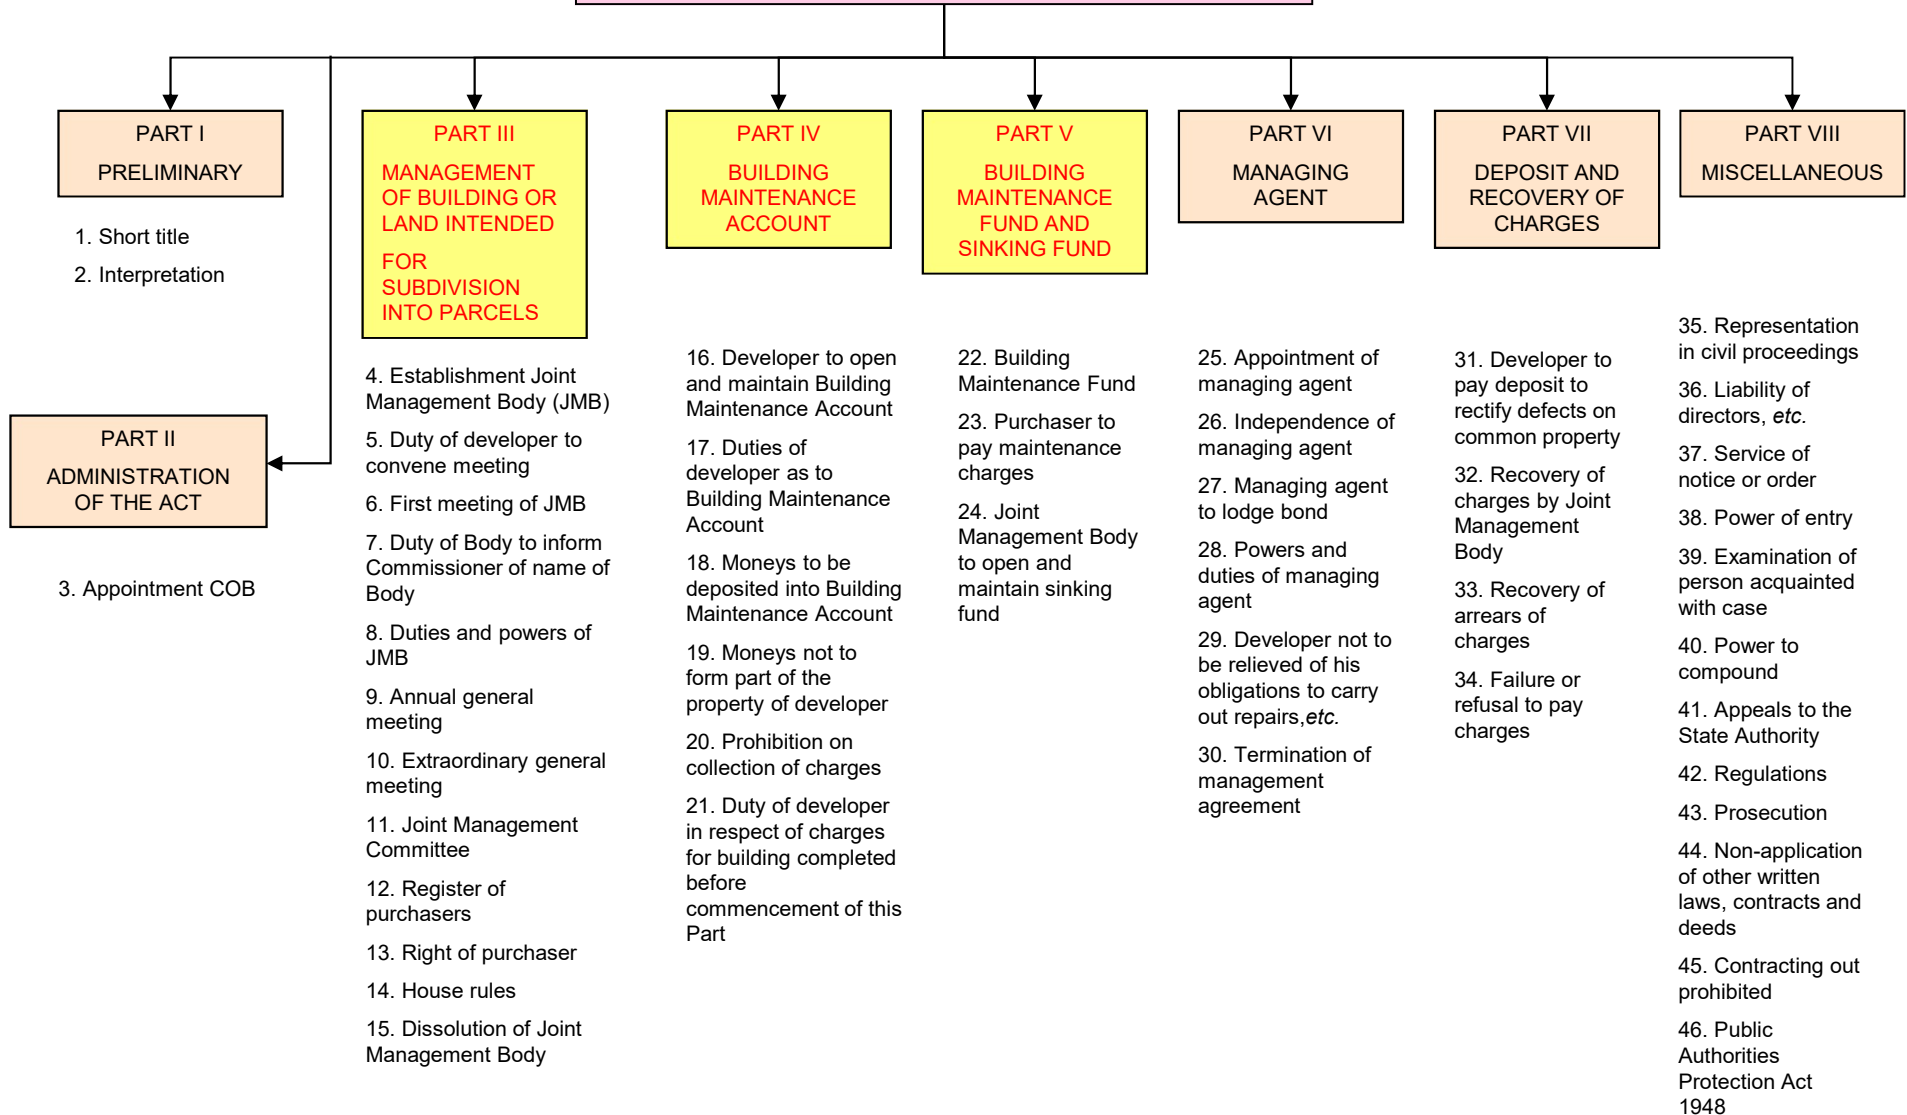 PART I
PRELIMINARY
1. Short title
2. Interpretation
PART II
ADMINISTRATION
OF THE ACT
3. Appointment COB
PART III
MANAGEMENT
OF BUILDING OR
LAND INTENDED
FOR
SUBDIVISION
INTO PARCELS
4. Establishment Joint
Management Body (JMB)
5. Duty of developer to
convene meeting
6. First meeting of JMB
7. Duty of Body to inform
Commissioner of name of
Body
8. Duties and powers of
JMB
9. Annual general
meeting
10. Extraordinary general
meeting
11. Joint Management
Committee
12. Register of
purchasers
13. Right of purchaser
14. House rules
15. Dissolution of Joint
Management Body
PART IV
BUILDING
MAINTENANCE
ACCOUNT
16. Developer to open
and maintain Building
Maintenance Account
17. Duties of
developer as to
Building Maintenance
Account
18. Moneys to be
deposited into Building
Maintenance Account
19. Moneys not to
form part of the
property of developer
20. Prohibition on
collection of charges
21. Duty of developer
in respect of charges
for building completed
before
commencement of this
Part
PART V
BUILDING
MAINTENANCE
FUND AND
SINKING FUND
22. Building
Maintenance Fund
23. Purchaser to
pay maintenance
charges
24. Joint
Management Body
to open and
maintain sinking
fund
PART VI
MANAGING
AGENT
25. Appointment of
managing agent
26. Independence of
managing agent
27. Managing agent
to lodge bond
28. Powers and
duties of managing
agent
29. Developer not to
be relieved of his
obligations to carry
out repairs,etc.
30. Termination of
management
agreement
PART VII
DEPOSIT AND
RECOVERY OF
CHARGES
31. Developer to
pay deposit to
rectify defects on
common property
32. Recovery of
charges by Joint
Management
Body
33. Recovery of
arrears of
charges
34. Failure or
refusal to pay
charges
PART VIII
MISCELLANEOUS
35. Representation
in civil proceedings
36. Liability of
directors, etc.
37. Service of
notice or order
38. Power of entry
39. Examination of
person acquainted
with case
40. Power to
compound
41. Appeals to the
State Authority
42. Regulations
43. Prosecution
44. Non-application
of other written
laws, contracts and
deeds
45. Contracting out
prohibited
46. Public
Authorities
Protection Act
1948